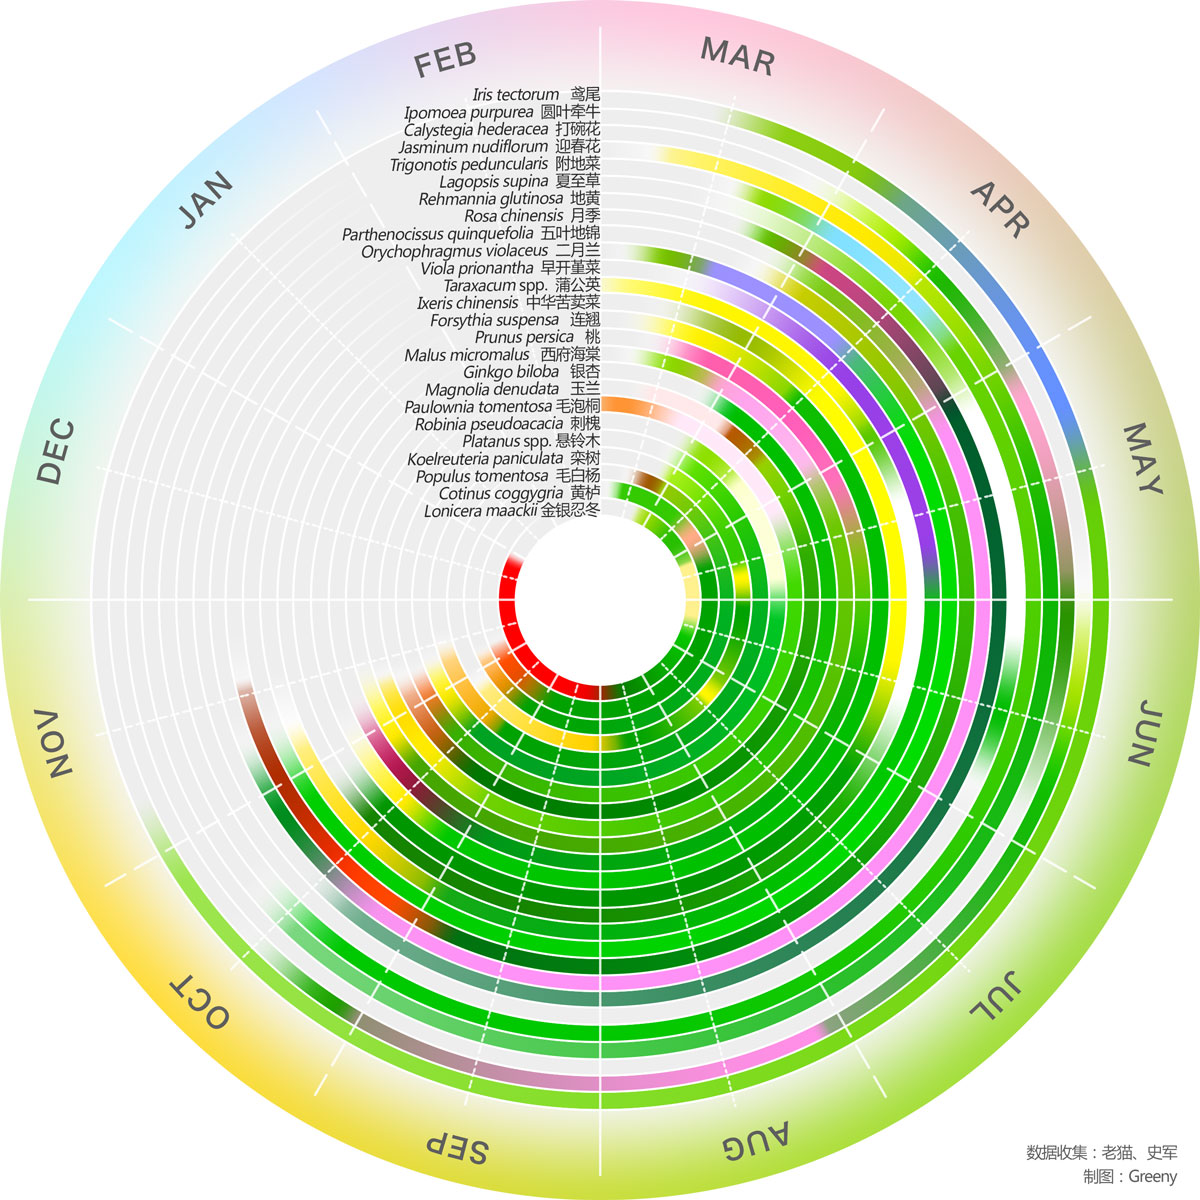 FEB
MAR
JAN
APR
DEC
MAY
NOV
JUN
OCT
JUL
SEP
AUG
Iris tectorum 鸢尾
Ipomoea purpurea 圆叶牵牛
Calystegia hederacea 打碗花
Jasminum nudiflorum 迎春花
Trigonotis peduncularis 附地菜
Lagopsis supina 夏至草
Rehmannia glutinosa 地黄
Rosa chinensis 月季
Parthenocissus quinquefolia 五叶地锦
Orychophragmus violaceus 二月兰
Viola prionantha 早开堇菜
Taraxacum spp. 蒲公英
Ixeris chinensis 中华苦荬菜
Forsythia suspensa 连翘
Prunus persica 桃
Malus micromalus 西府海棠
Ginkgo biloba 银杏
Magnolia denudata 玉兰
Paulownia tomentosa 毛泡桐
Robinia pseudoacacia 刺槐
Platanus spp. 悬铃木
Koelreuteria paniculata 栾树
Populus tomentosa 毛白杨
Cotinus coggygria 黄栌
Lonicera maackii 金银忍冬
数据收集：老猫、史军
制图：Greeny